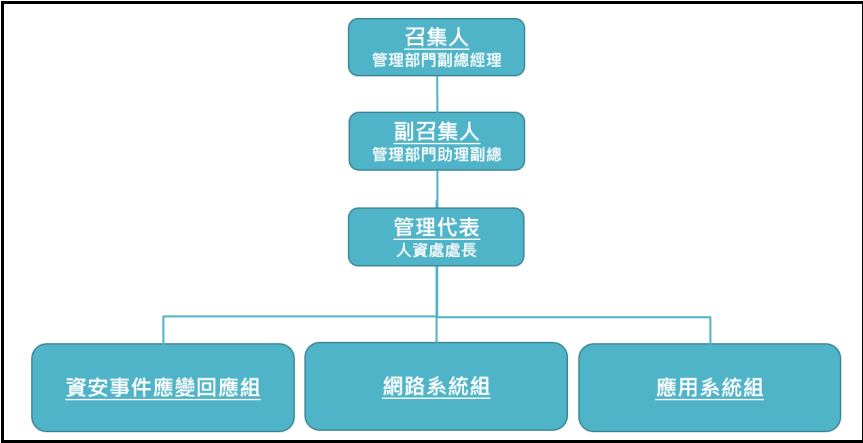 召集人
管理部門副總經理
副召集人
管理部門助理副總
管理代表
人資處處長
資安事件應變回應組
網路系統組
應用系統組